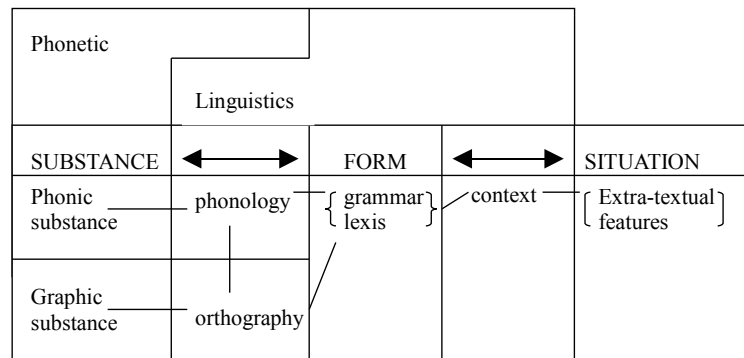 Phonetic
Linguistics
SUBSTANCE FORM SITUATION
Phonic substance phonology grammar lexis context Extra-textual features
Graphic substance orthography